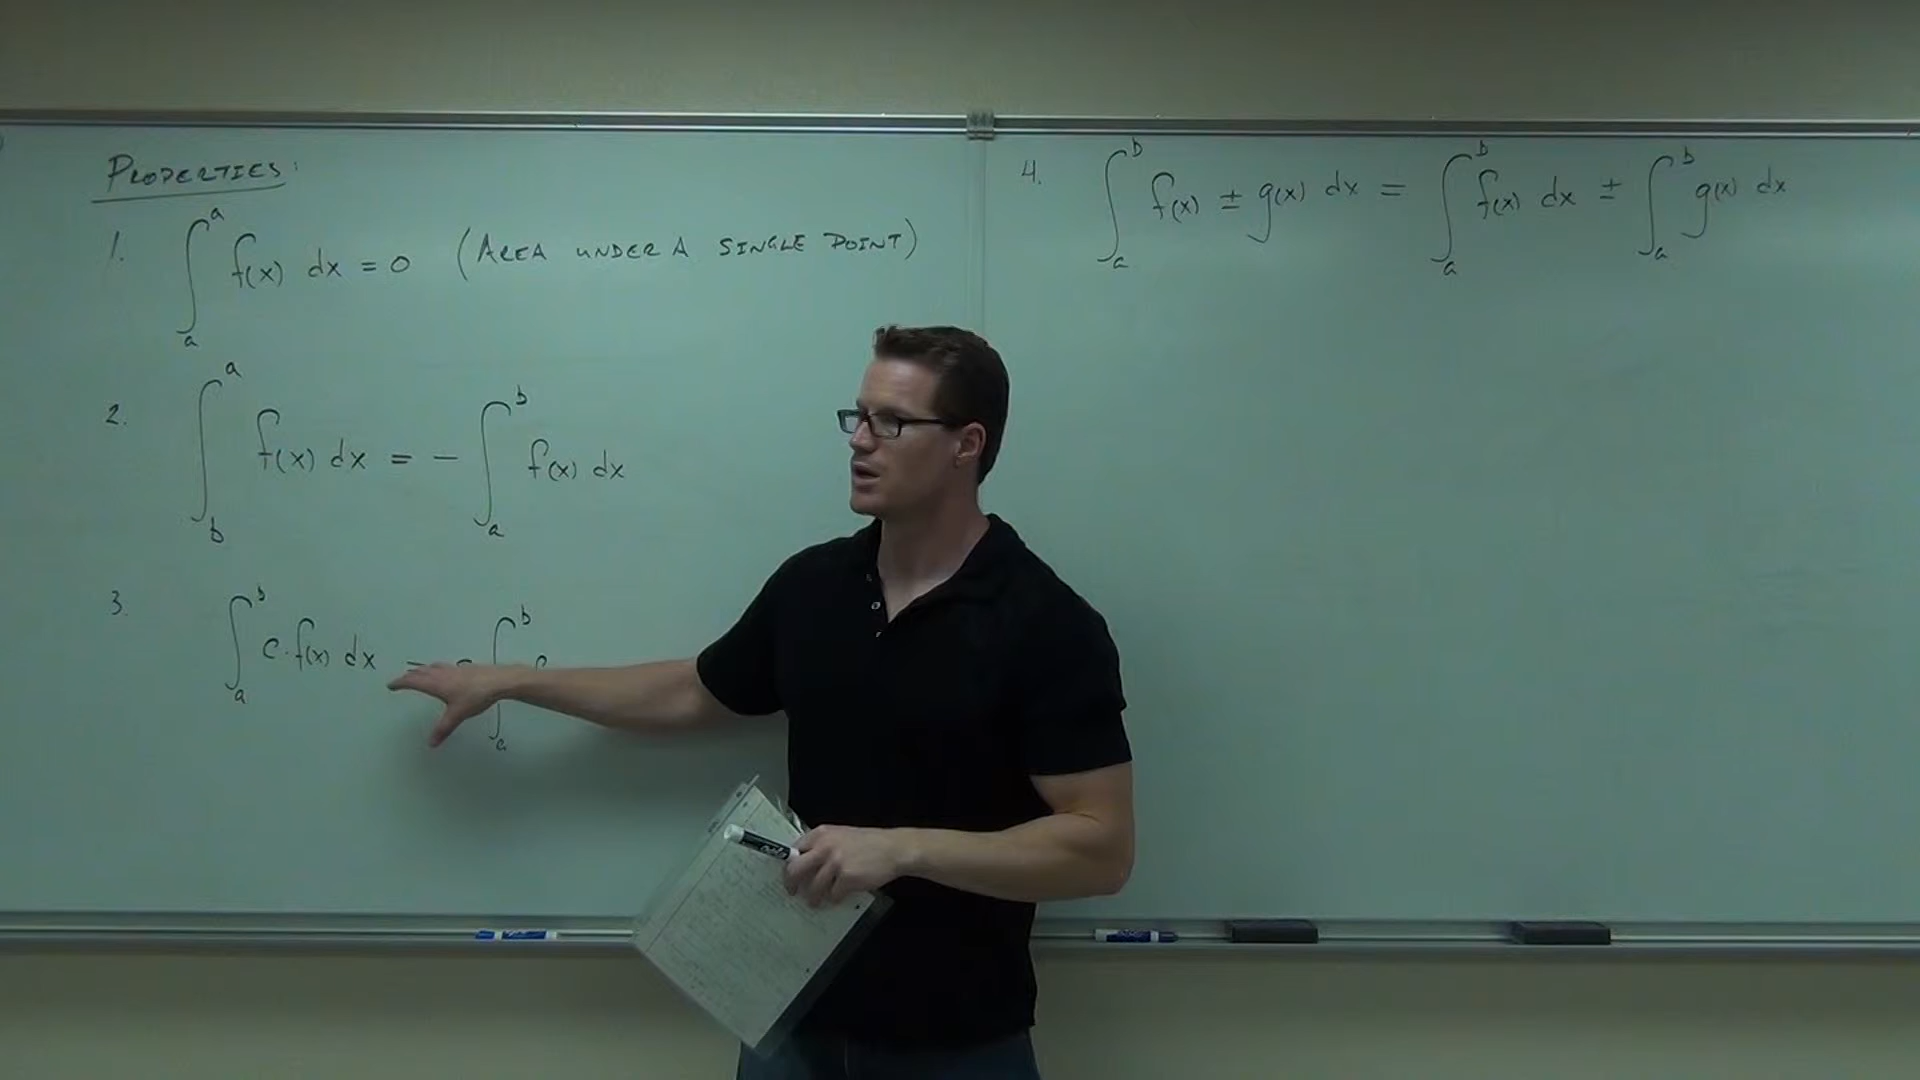 PROPERTIES:
1. ∫_a^a f(x) dx = 0 (AREA UNDER A SINGLE POINT)
2. ∫_b^a f(x) dx = - ∫_a^b f(x) dx
3. ∫_a^b c·f(x) dx = ∫_a^b
4. ∫_a^b f(x) ± g(x) dx = ∫_a^b f(x) dx ± ∫_a^b g(x) dx